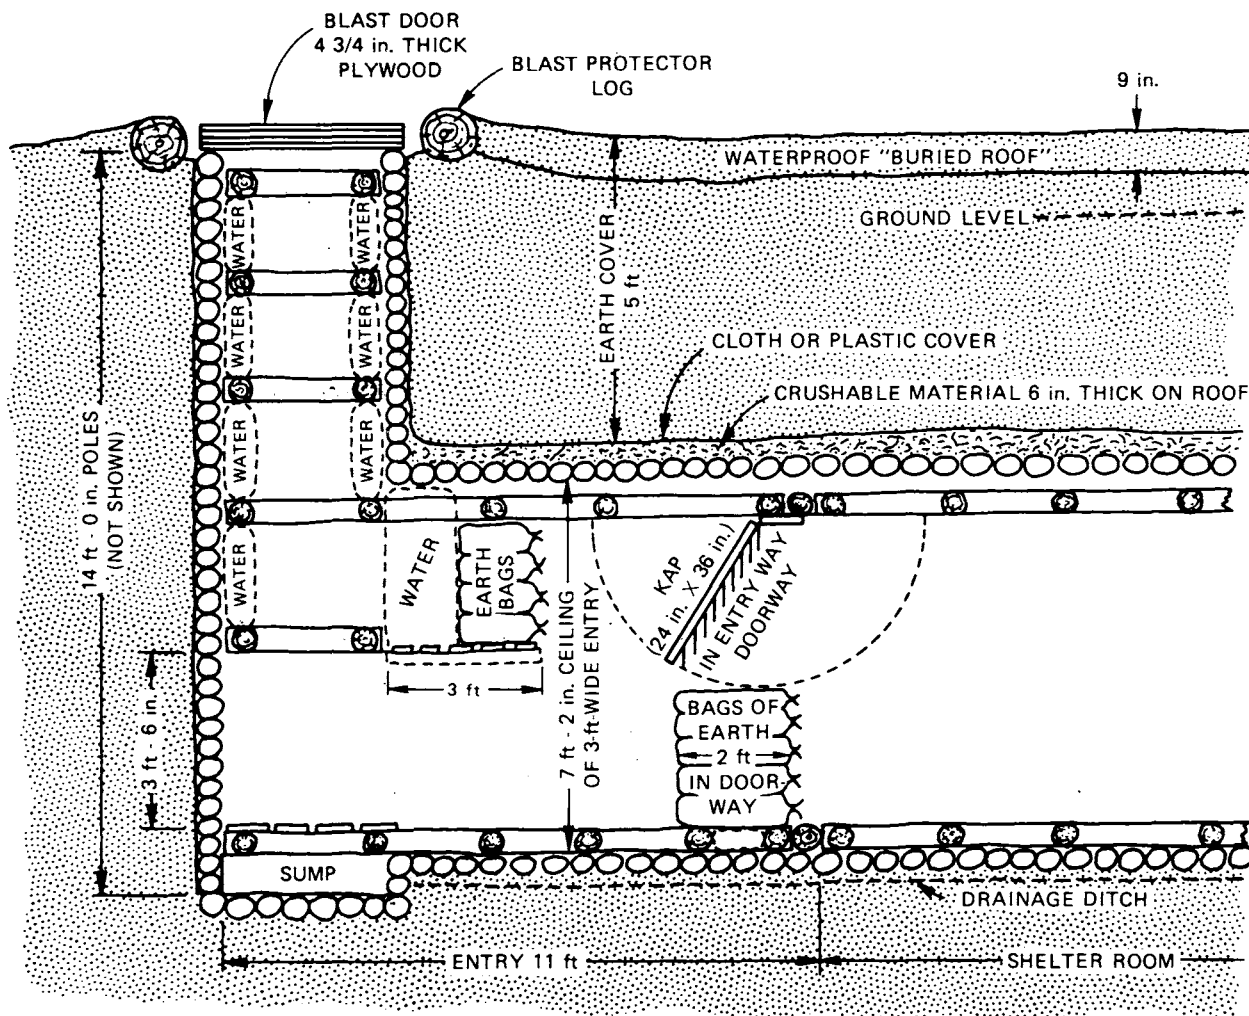 BLAST DOOR
4 3/4 in. THICK
PLYWOOD
BLAST PROTECTOR
LOG
9 in.
WATERPROOF "BURIED ROOF"
GROUND LEVEL
WATER
WATER
WATER
WATER
WATER
WATER
WATER
EARTH COVER
5 ft
CLOTH OR PLASTIC COVER
CRUSHABLE MATERIAL 6 in. THICK ON ROOF
14 ft - 0 in. POLES
(NOT SHOWN)
WATER
EARTH
BAGS
KAP
(24 in. X 36 in.)
IN ENTRY WAY
DOORWAY
3 ft
7 ft - 2 in. CEILING
OF 3-ft-WIDE ENTRY
3 ft - 6 in.
BAGS OF
EARTH
2 ft
IN DOOR-
WAY
SUMP
DRAINAGE DITCH
ENTRY 11 ft
SHELTER ROOM